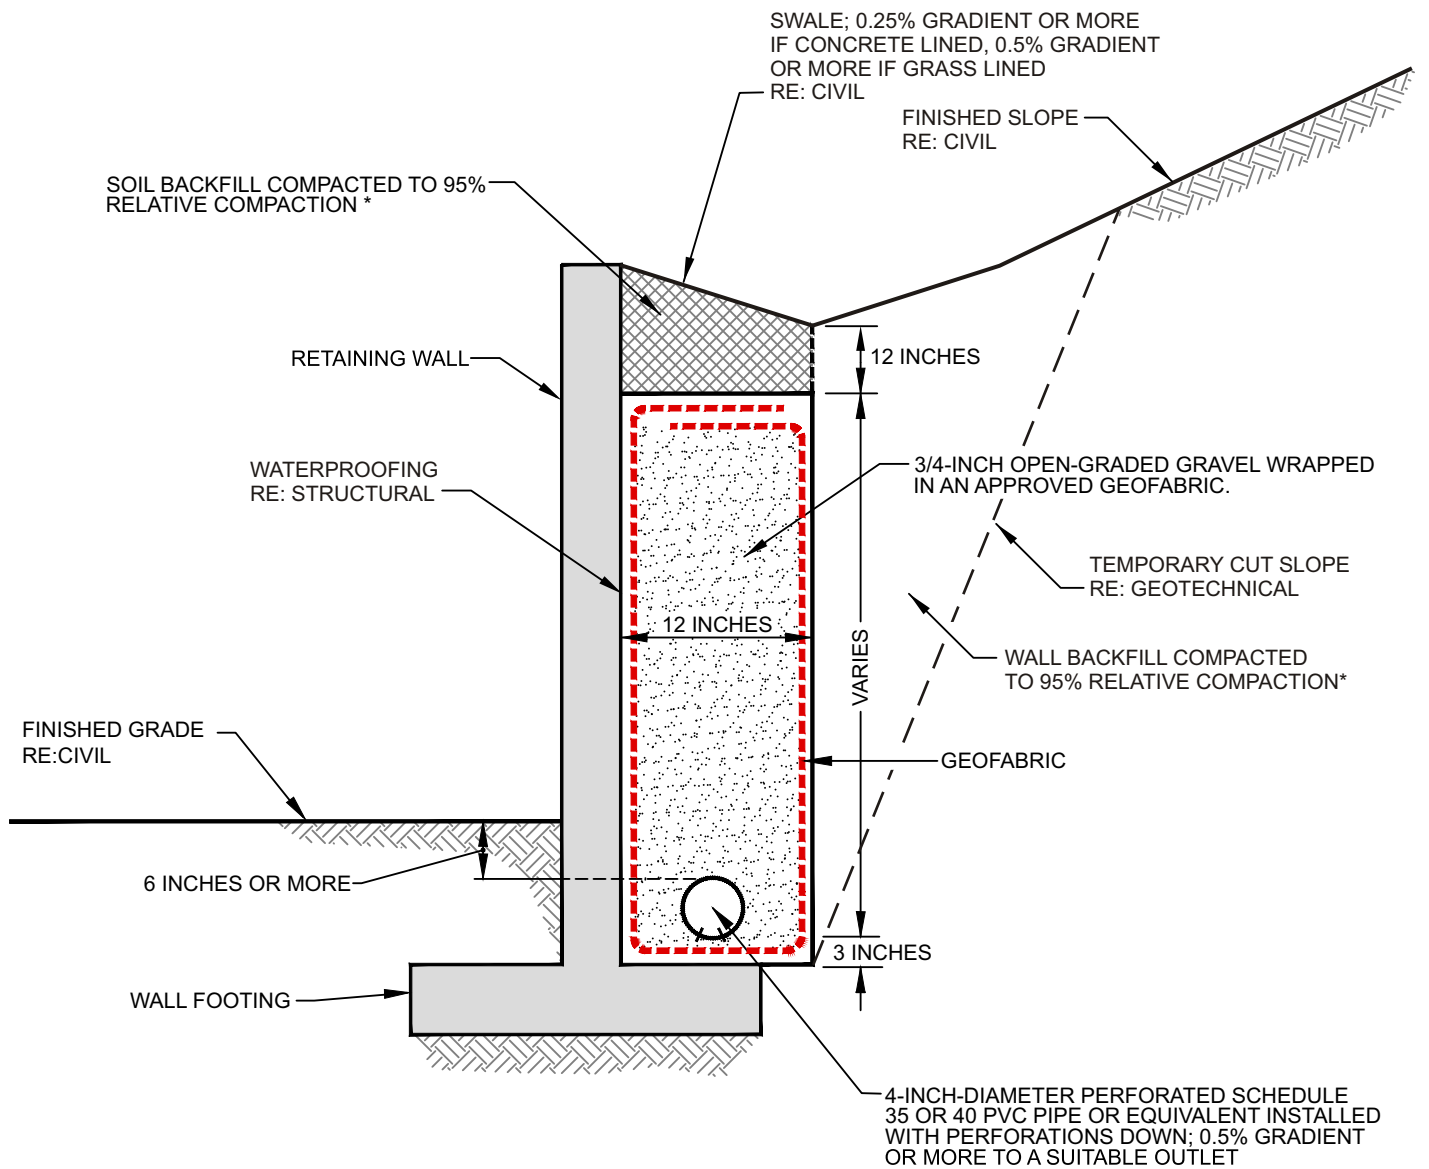 SWALE; 0.25% GRADIENT OR MORE
IF CONCRETE LINED, 0.5% GRADIENT
OR MORE IF GRASS LINED
RE: CIVIL
FINISHED SLOPE
RE: CIVIL
SOIL BACKFILL COMPACTED TO 95%
RELATIVE COMPACTION *
RETAINING WALL
12 INCHES
WATERPROOFING
RE: STRUCTURAL
3/4-INCH OPEN-GRADED GRAVEL WRAPPED
IN AN APPROVED GEOFABRIC.
TEMPORARY CUT SLOPE
RE: GEOTECHNICAL
12 INCHES
VARIES
WALL BACKFILL COMPACTED
TO 95% RELATIVE COMPACTION*
FINISHED GRADE
RE:CIVIL
GEOFABRIC
6 INCHES OR MORE
3 INCHES
WALL FOOTING
4-INCH-DIAMETER PERFORATED SCHEDULE
35 OR 40 PVC PIPE OR EQUIVALENT INSTALLED
WITH PERFORATIONS DOWN; 0.5% GRADIENT
OR MORE TO A SUITABLE OUTLET